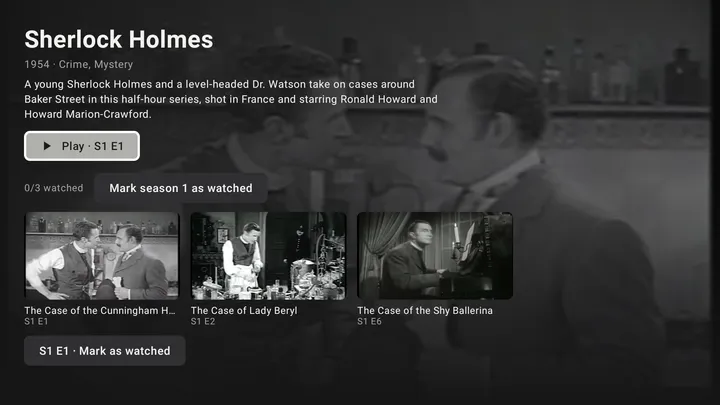 Sherlock Holmes
1954 · Crime, Mystery
A young Sherlock Holmes and a level-headed Dr. Watson take on cases around
Baker Street in this half-hour series, shot in France and starring Ronald Howard and
Howard Marion-Crawford.
Play · S1 E1
0/3 watched
Mark season 1 as watched
The Case of the Cunningham H...
S1 E1
The Case of Lady Beryl
S1 E2
The Case of the Shy Ballerina
S1 E6
S1 E1 · Mark as watched